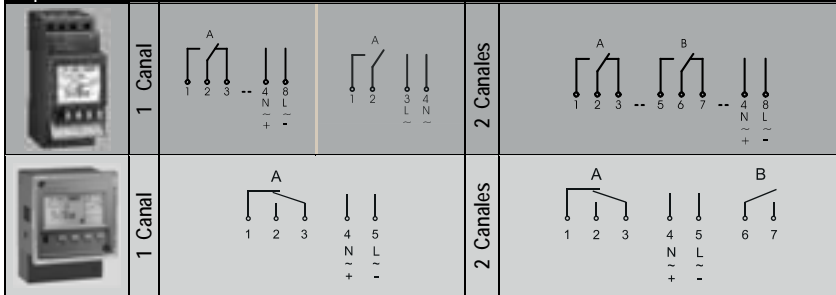 1 Canal
A
1 2 3 -- 4 8
N L
~ ~
+ -
A
1 2 3 4
L N
~ ~
2 Canales
A B
1 2 3 -- 5 6 7 -- 4 8
N L
~ ~
+ -
1 Canal
A
1 2 3 4 5
N L
~ ~
+ -
2 Canales
A B
1 2 3 4 5 6 7
N L
~ ~
+ -